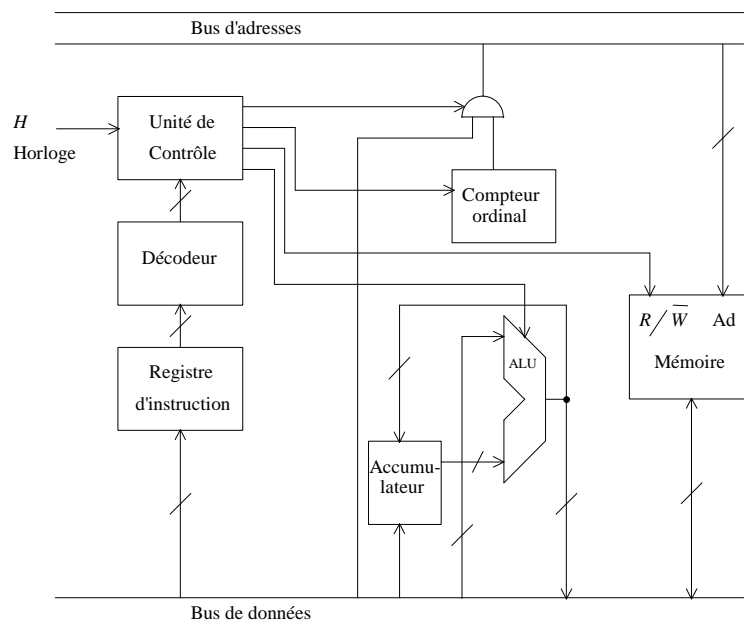 Bus d'adresses
H
Horloge
Unité de
Contrôle
Compteur
ordinal
Décodeur
R/W̅ Ad
Mémoire
ALU
Registre
d'instruction
Accumu-
lateur
Bus de données